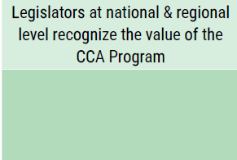 Legislators at national & regional
level recognize the value of the
CCA Program